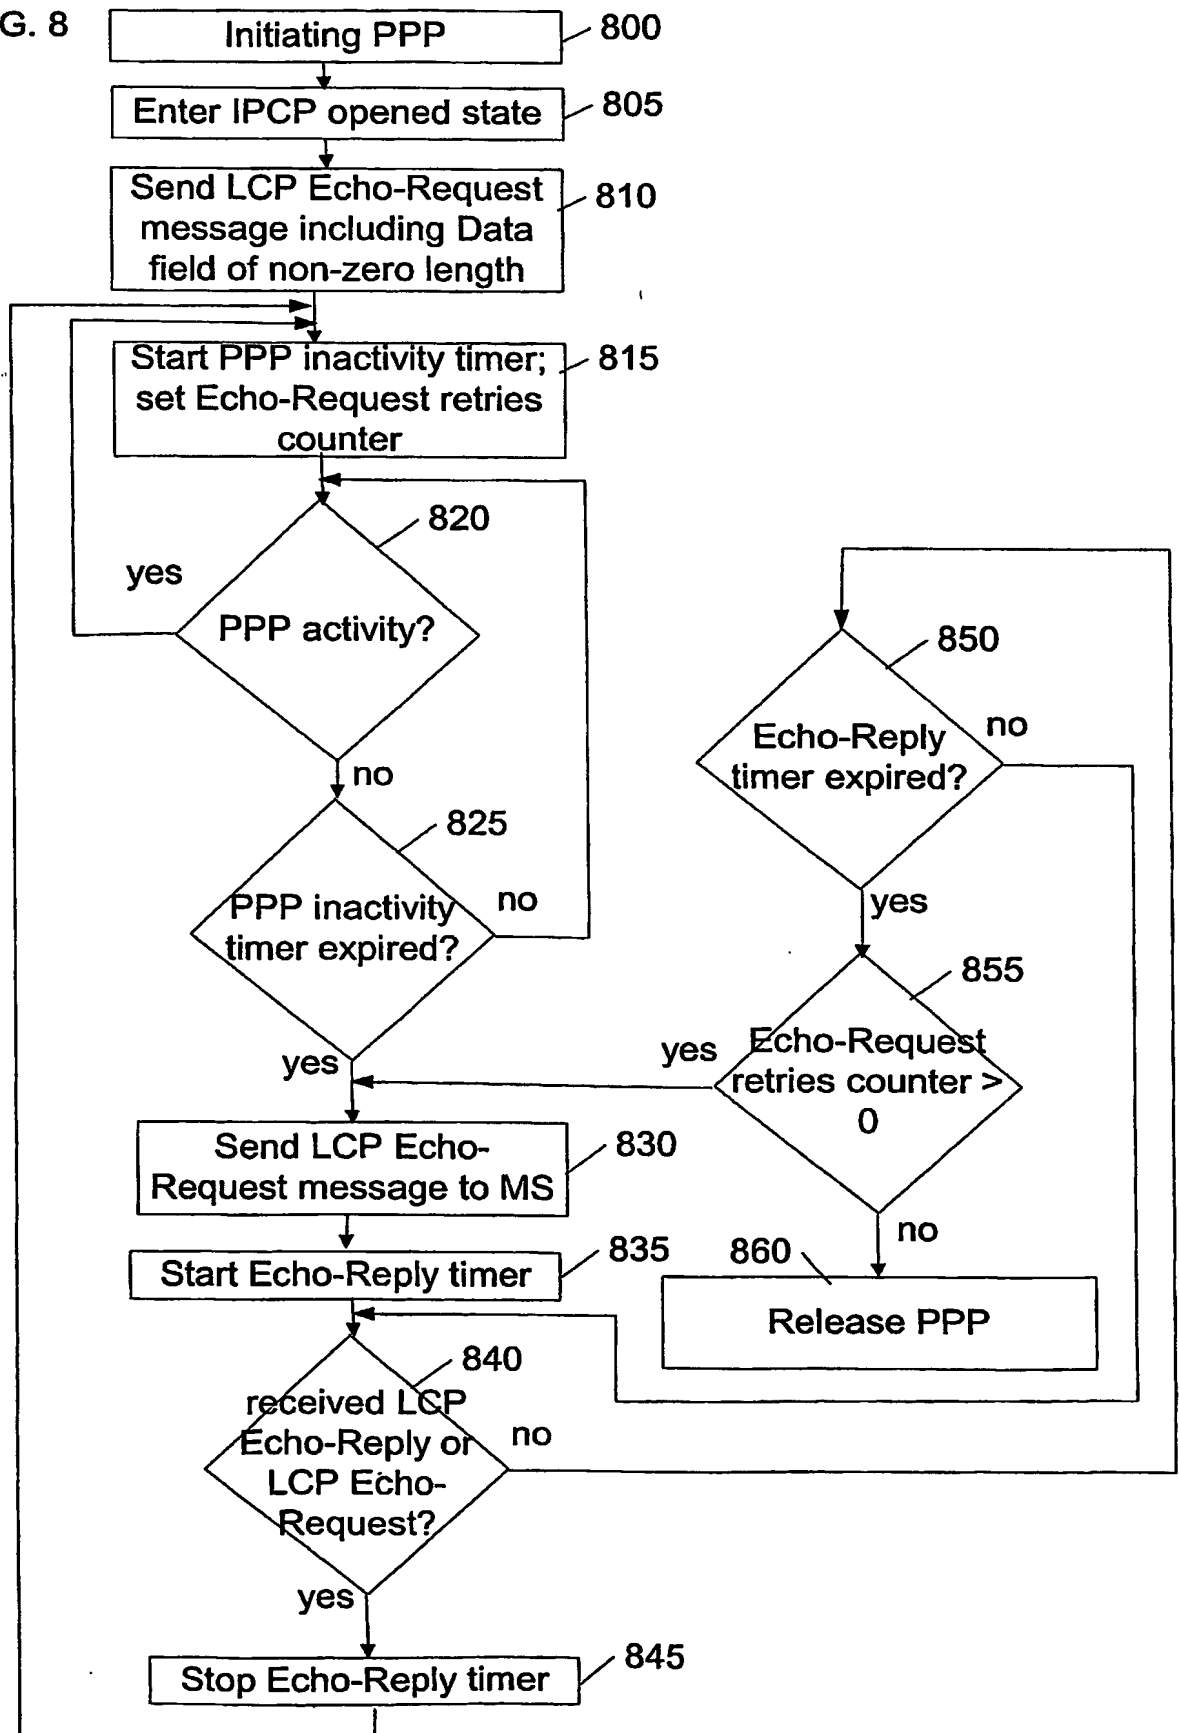 G. 8
Initiating PPP
800
Enter IPCP opened state
805
Send LCP Echo-Request
message including Data
field of non-zero length
810
Start PPP inactivity timer;
set Echo-Request retries
counter
815
820
yes
PPP activity?
no
825
PPP inactivity
timer expired?
no
yes
850
Echo-Reply
timer expired?
no
yes
855
Echo-Request
retries counter >
0
yes
no
Send LCP Echo-
Request message to MS
830
Start Echo-Reply timer
835
860
Release PPP
840
received LCP
Echo-Reply or
LCP Echo-
Request?
no
yes
Stop Echo-Reply timer
845